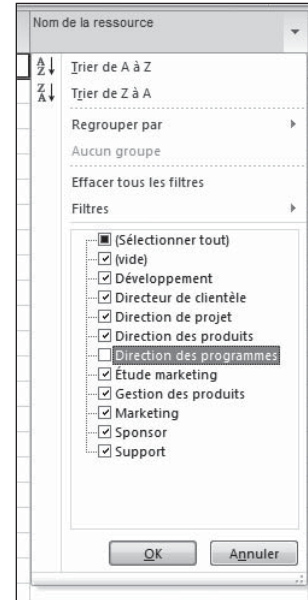 Nom de la ressource
Trier de A à Z
Trier de Z à A
Regrouper par
Aucun groupe
Effacer tous les filtres
Filtres
(Sélectionner tout)
(vide)
Développement
Directeur de clientèle
Direction de projet
Direction des produits
Direction des programmes
Étude marketing
Gestion des produits
Marketing
Sponsor
Support
OK
Annuler